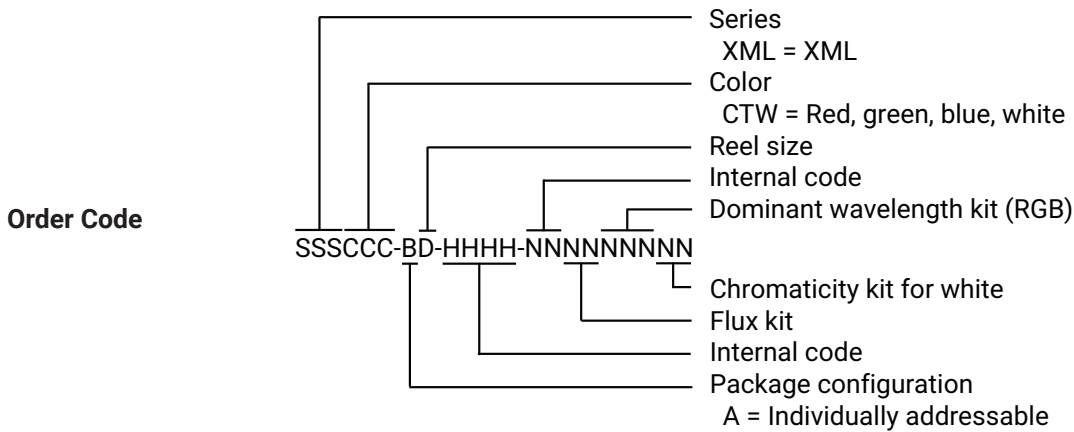 Series
XML = XML
Color
CTW = Red, green, blue, white
Reel size
Internal code
Dominant wavelength kit (RGB)
Order Code
SSSCCC-BD-HHHH-NNNNNNNNN
Chromaticity kit for white
Flux kit
Internal code
Package configuration
A = Individually addressable